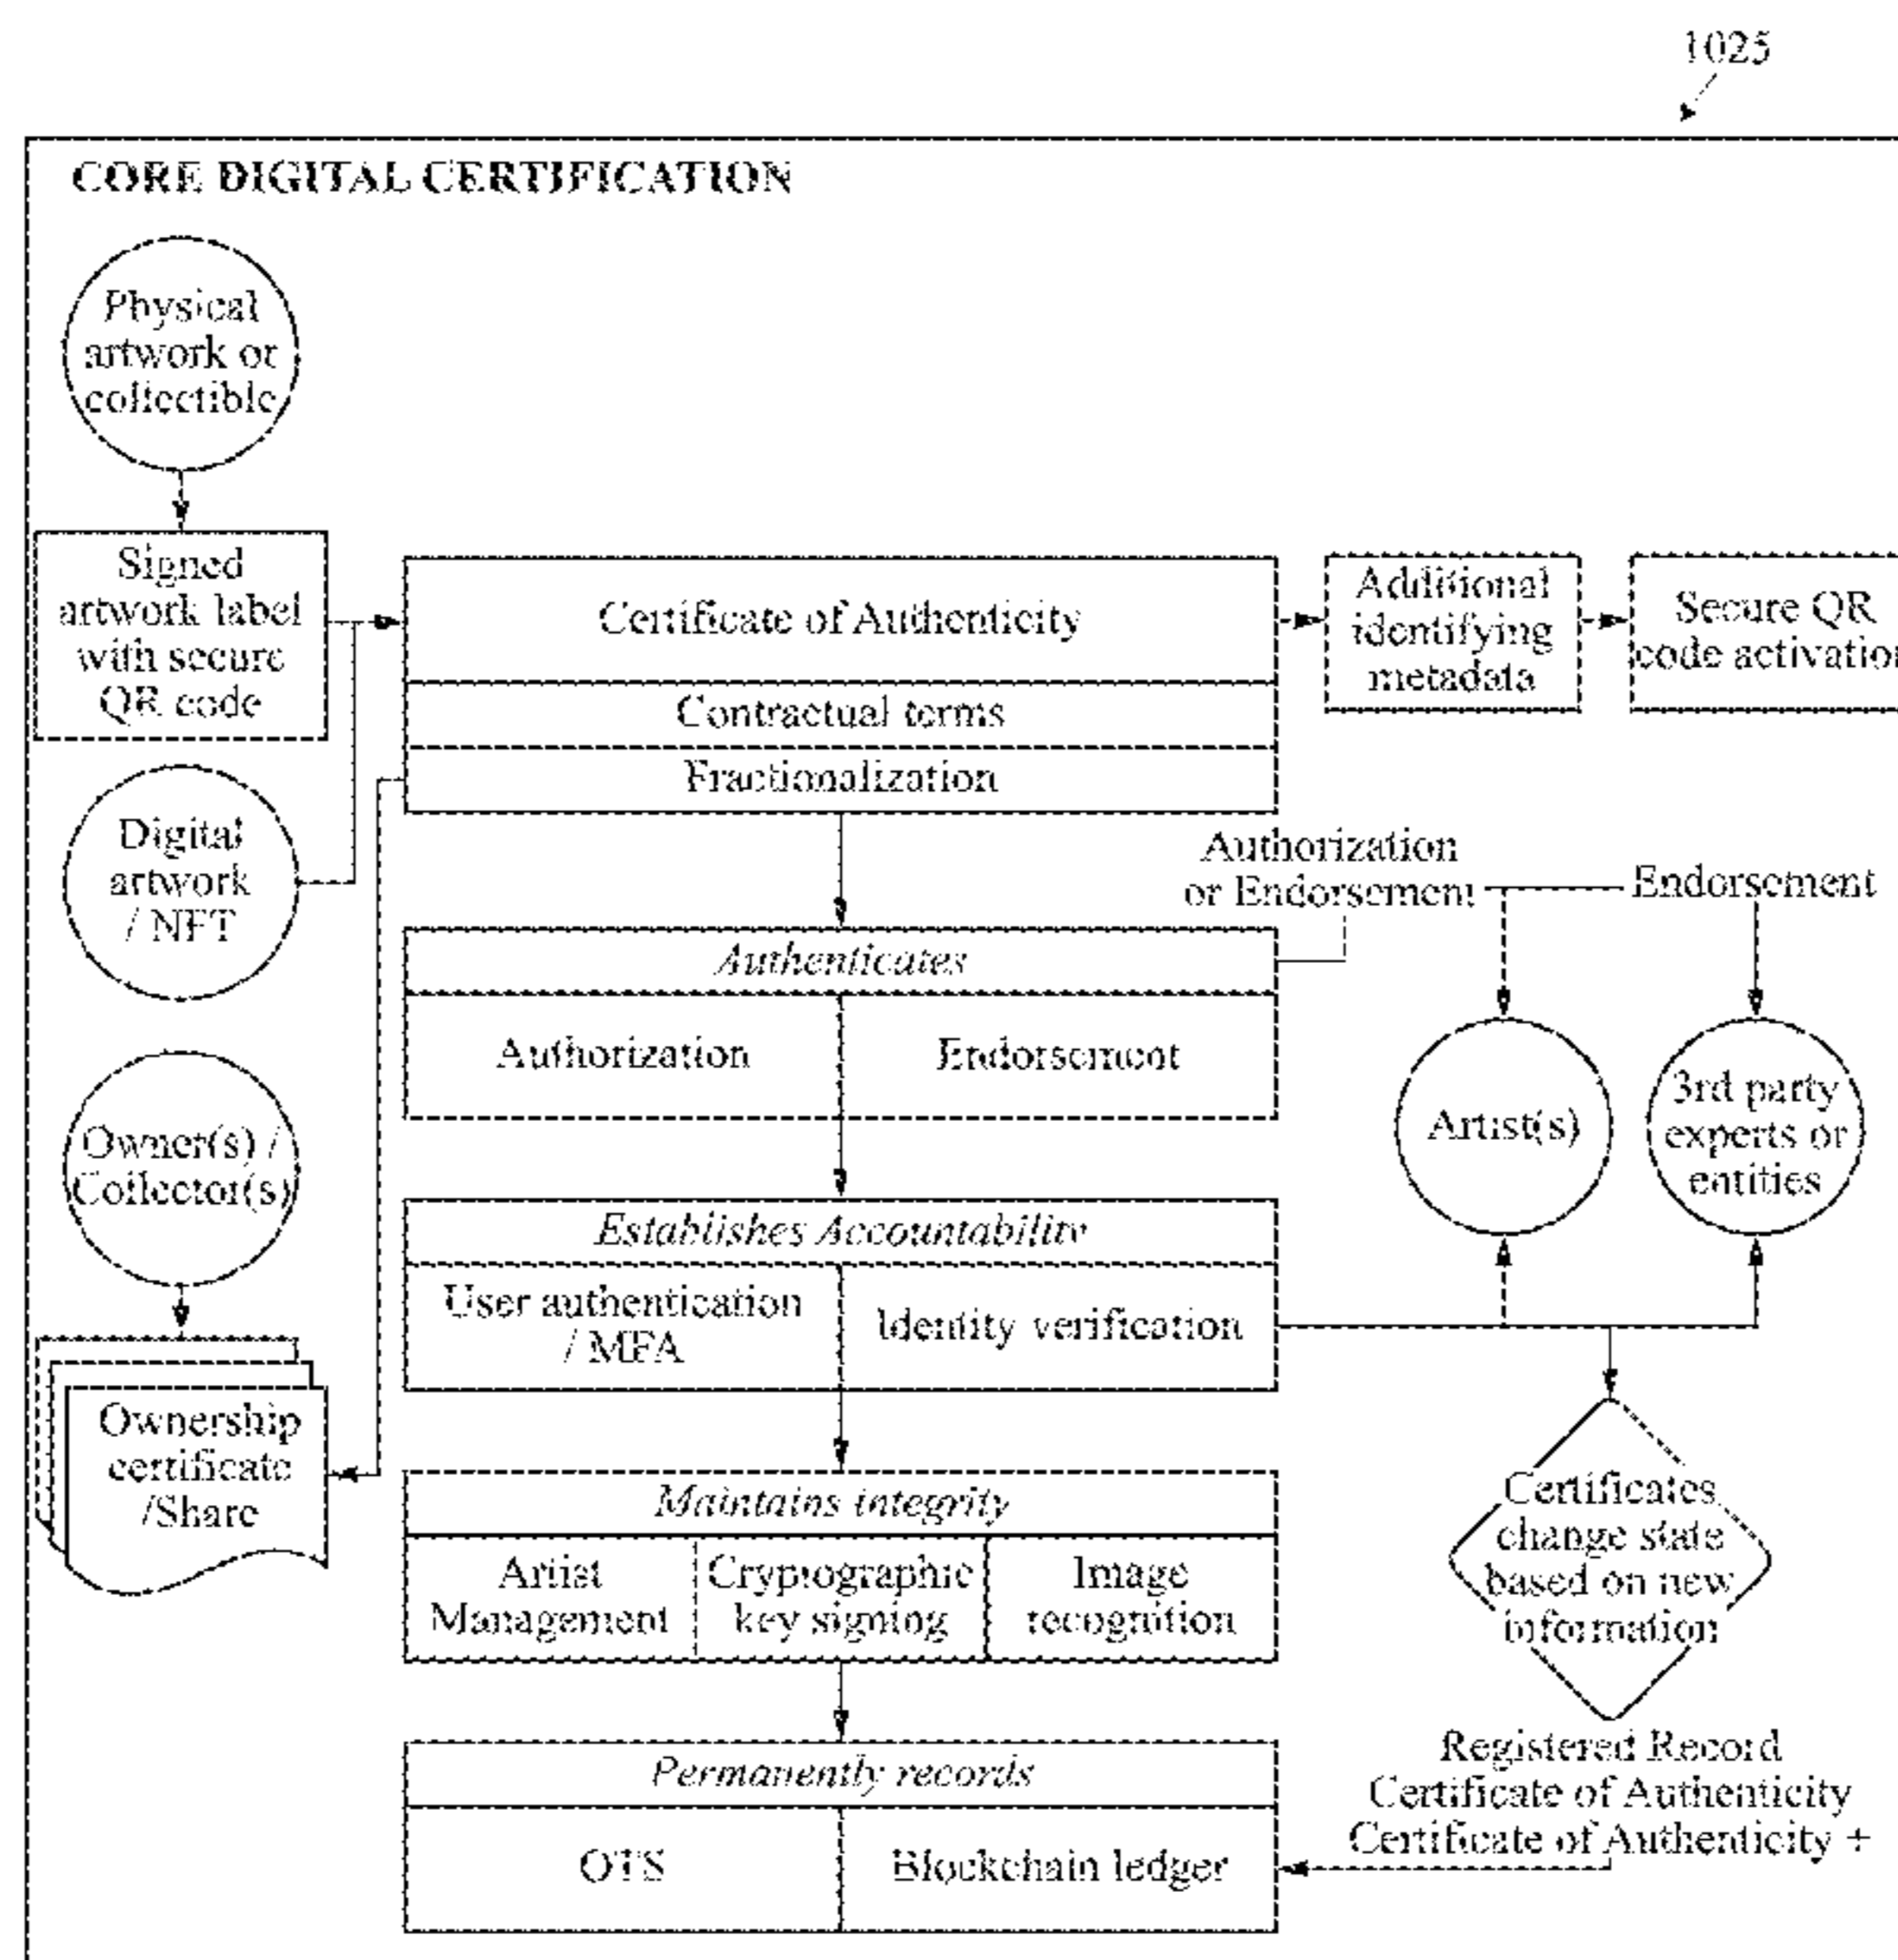 1025
CORE DIGITAL CERTIFICATION
Physical
artwork or
collectible
Signed
artwork label
with secure
QR code
Certificate of Authenticity
Contractual terms
Fractionalization
Additional
identifying
metadata
Secure QR
code activation
Digital
artwork
/ NFT
Authorization
or Endorsement
Endorsement
Authenticates
Authorization
Endorsement
Artist(s)
3rd party
experts or
entities
Owner(s) /
Collector(s)
Establishes Accountability
User authentication
/ MFA
Identity verification
Ownership
certificate
/Share
Maintains integrity
Artist
Management
Cryptographic
key signing
Image
recognition
Certificates
change state
based on new
information
Registered Record
Certificate of Authenticity
Certificate of Authenticity +
Permanently records
OTS
Blockchain ledger